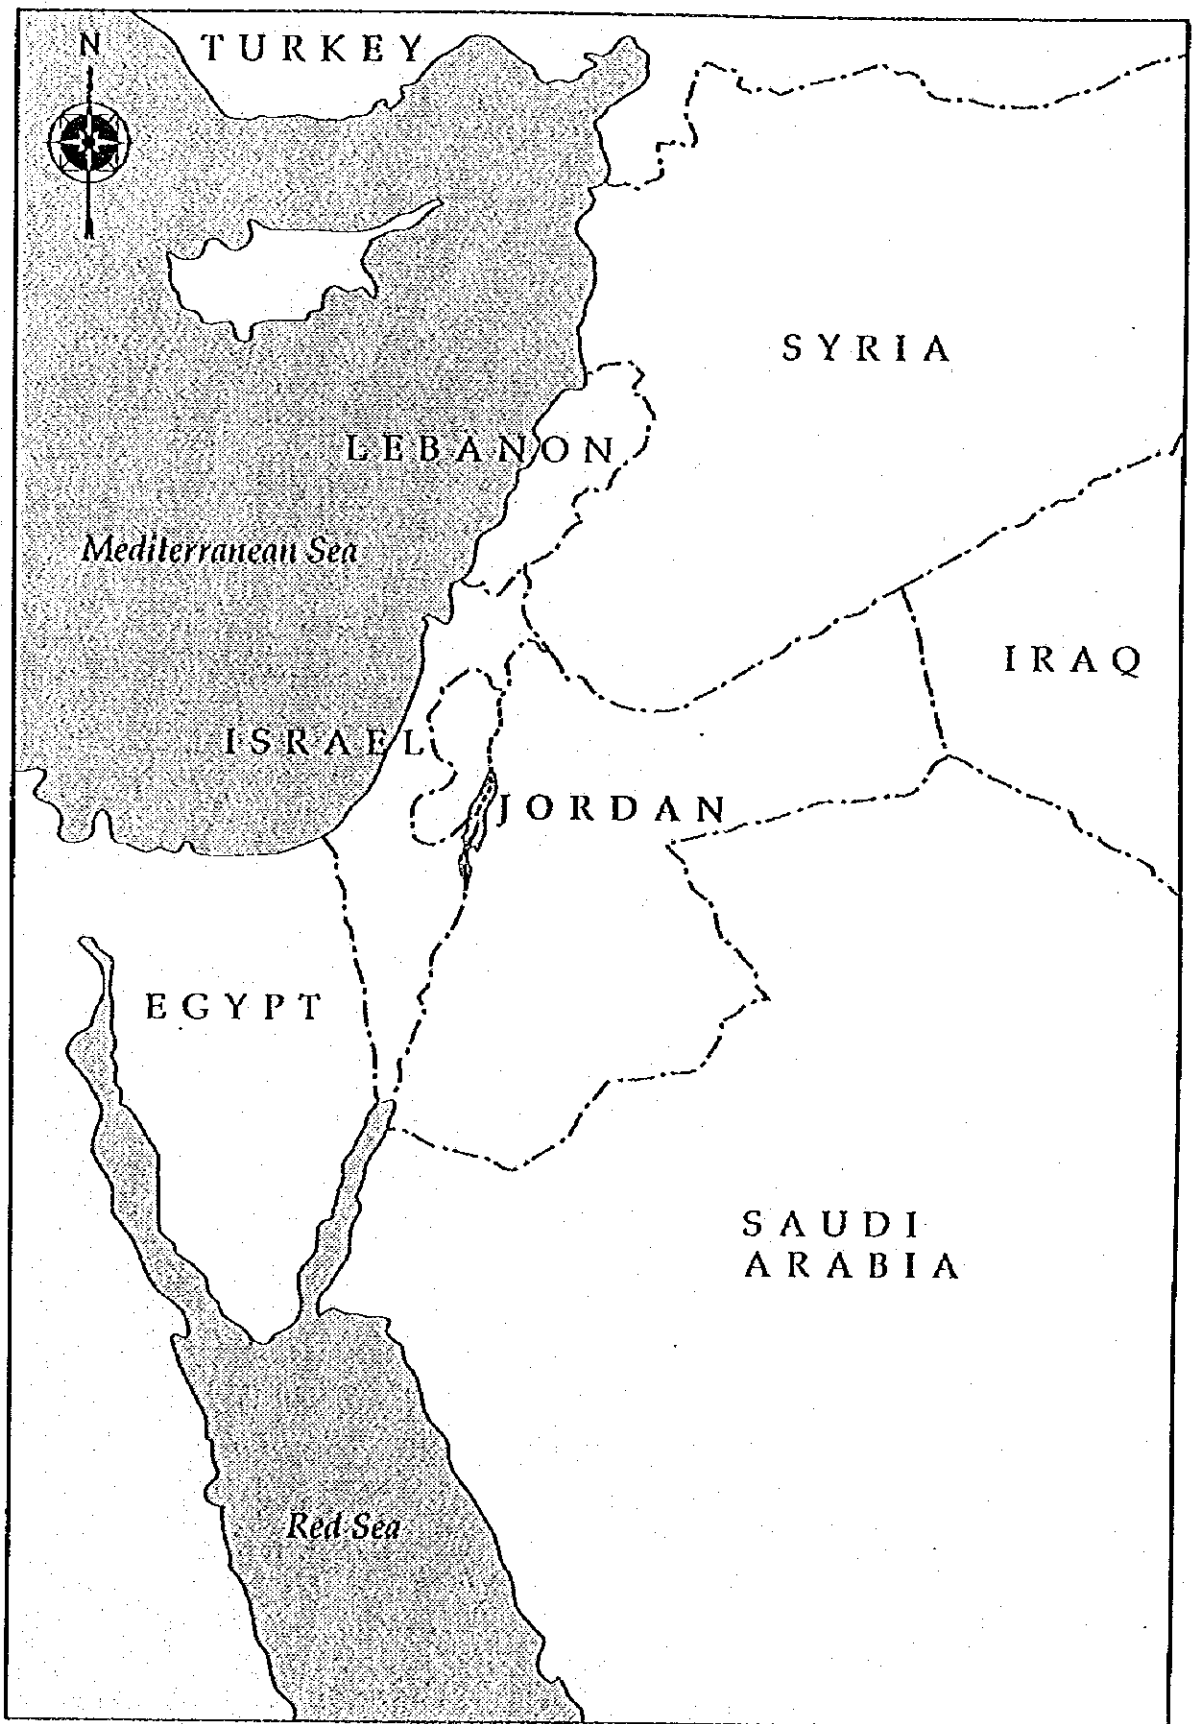 N
TURKEY
SYRIA
LEBANON
Mediterranean Sea
IRAQ
ISRAEL
JORDAN
EGYPT
SAUDI
ARABIA
Red Sea